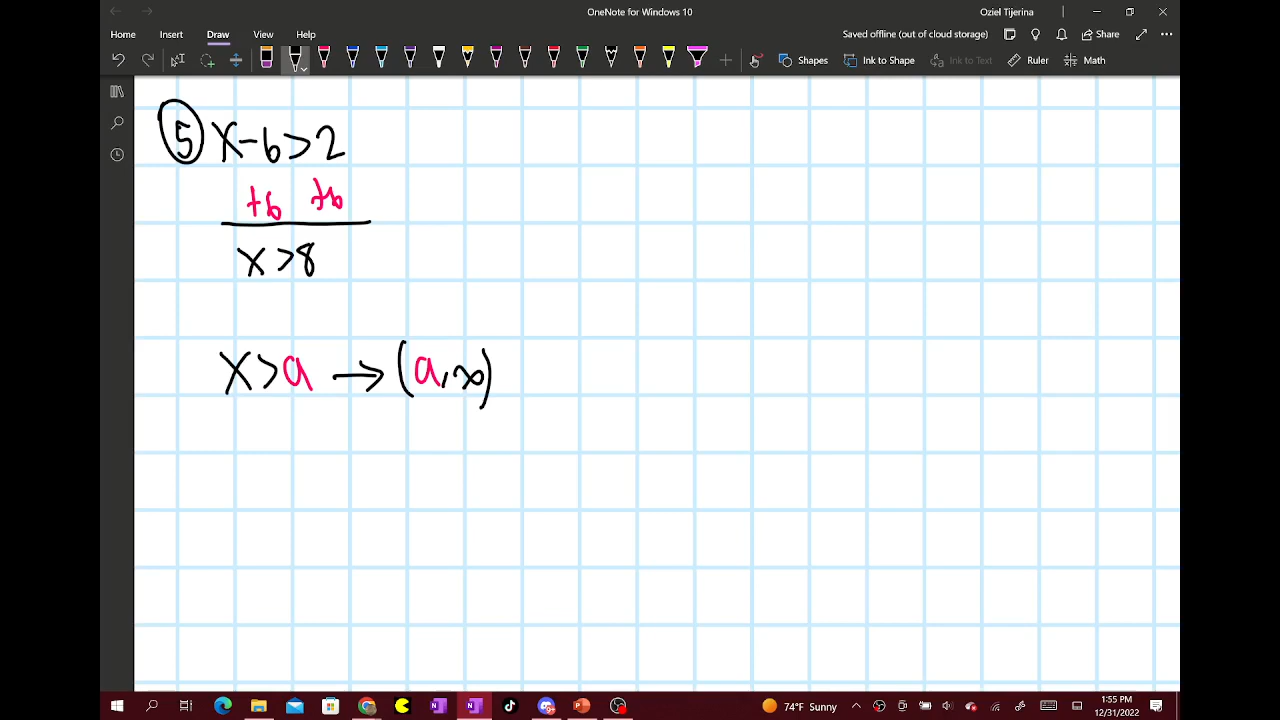 OneNote for Windows 10
Oziel Tijerina
Home Insert Draw View Help
Saved offline (out of cloud storage)
Share
Shapes
Ink to Shape
Ink to Text
Ruler
Math
⑤ x-6>2
+6 +6
x>8
x>a → (a,∞)
74°F Sunny
1:55 PM
12/31/2022